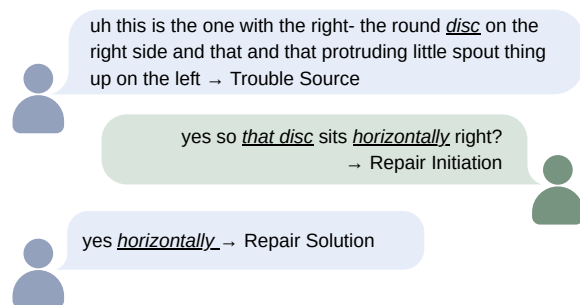 uh this is the one with the right- the round disc on the
right side and that and that protruding little spout thing
up on the left → Trouble Source
yes so that disc sits horizontally right?
→ Repair Initiation
yes horizontally → Repair Solution